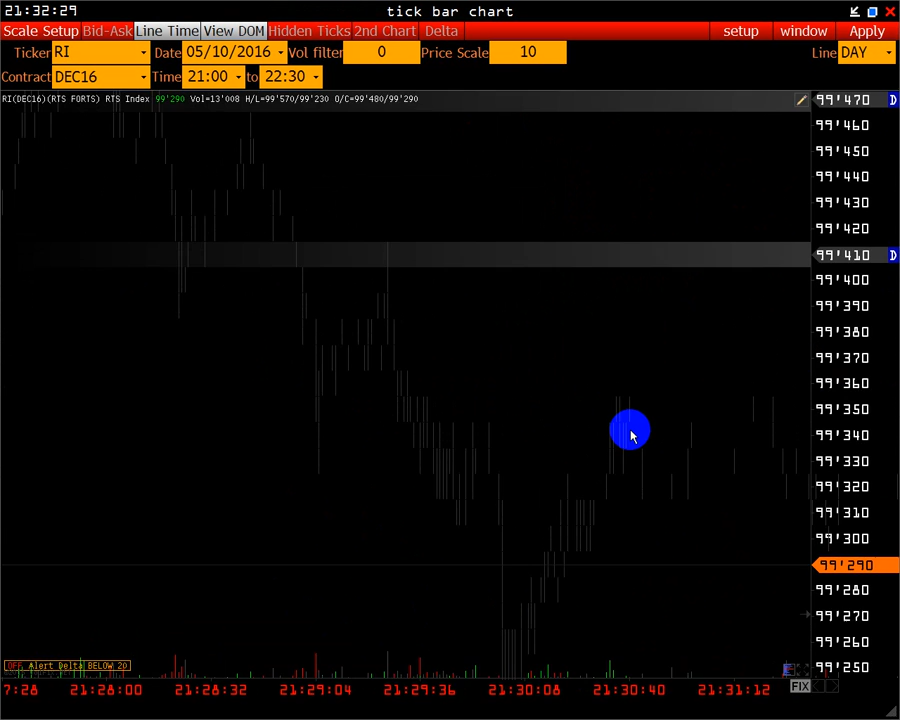 21:32:29 tick bar chart
Scale Setup Bid-Ask Line Time View DOM Hidden Ticks 2nd Chart Delta setup window Apply
Ticker RI Date 05/10/2016 Vol filter 0 Price Scale 10 Line DAY
Contract DEC16 Time 21:00 to 22:30
RI(DEC16)(RTS FORTS) RTS Index 99'290 Vol=13'008 H/L=99'570/99'230 O/C=99'480/99'290
99'470 D
99'460
99'450
99'440
99'430
99'420
99'410 D
99'400
99'390
99'380
99'370
99'360
99'350
99'340
99'330
99'320
99'310
99'300
99'290
99'280
99'270
99'260
99'250
OFF Alert Delta BELOW 20
FIX
7:28 21:28:00 21:28:32 21:29:04 21:29:36 21:30:08 21:30:40 21:31:12